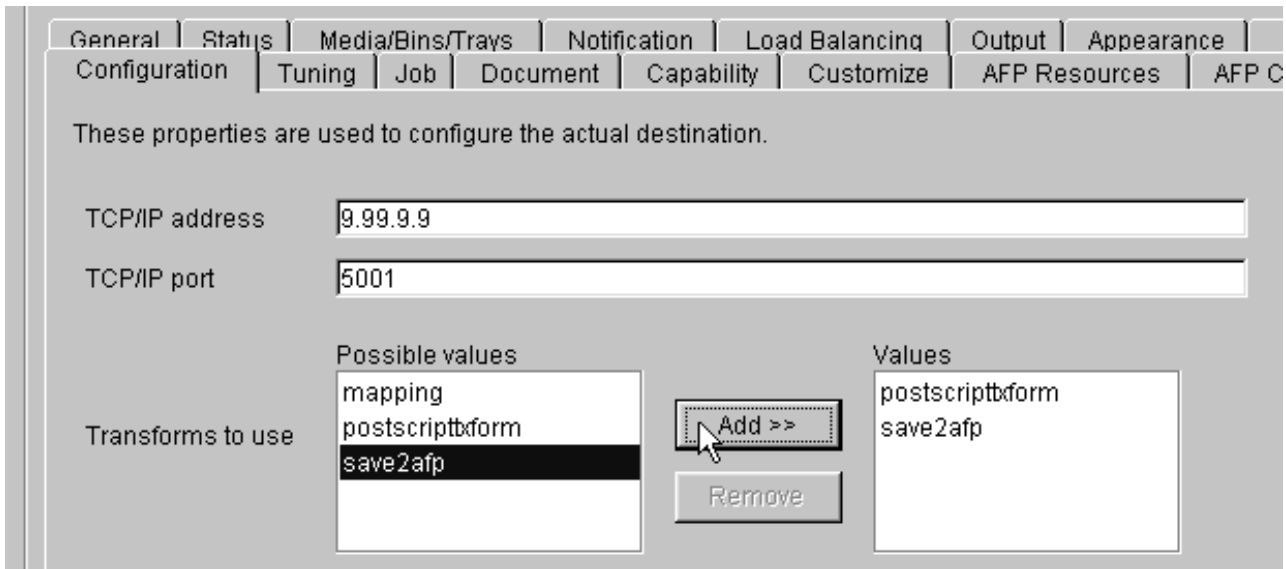 General Status Media/Bins/Trays Notification Load Balancing Output Appearance
Configuration Tuning Job Document Capability Customize AFP Resources AFP C
These properties are used to configure the actual destination.
TCP/IP address 9.99.9.9
TCP/IP port 5001
Possible values Values
mapping postscripttxform
Transforms to use postscripttxform Add >> save2afp
save2afp
Remove